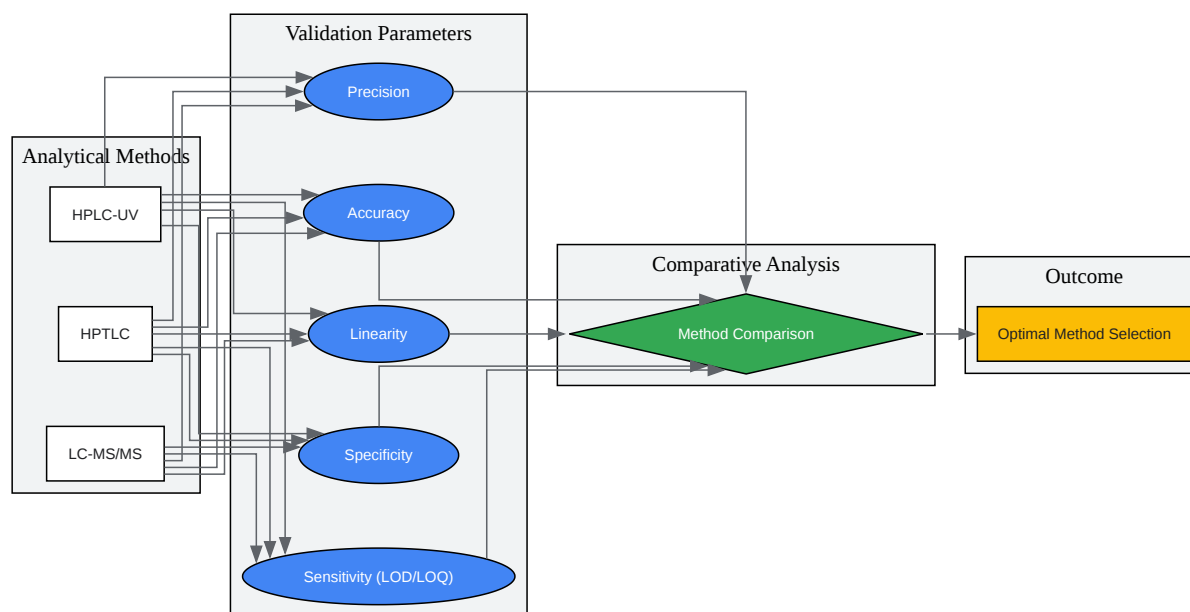 Validation Parameters
Precision
Analytical Methods
HPLC-UV
Accuracy
Comparative Analysis
Outcome
HPTLC
Linearity
Method Comparison
Optimal Method Selection
LC-MS/MS
Specificity
Sensitivity (LOD/LOQ)